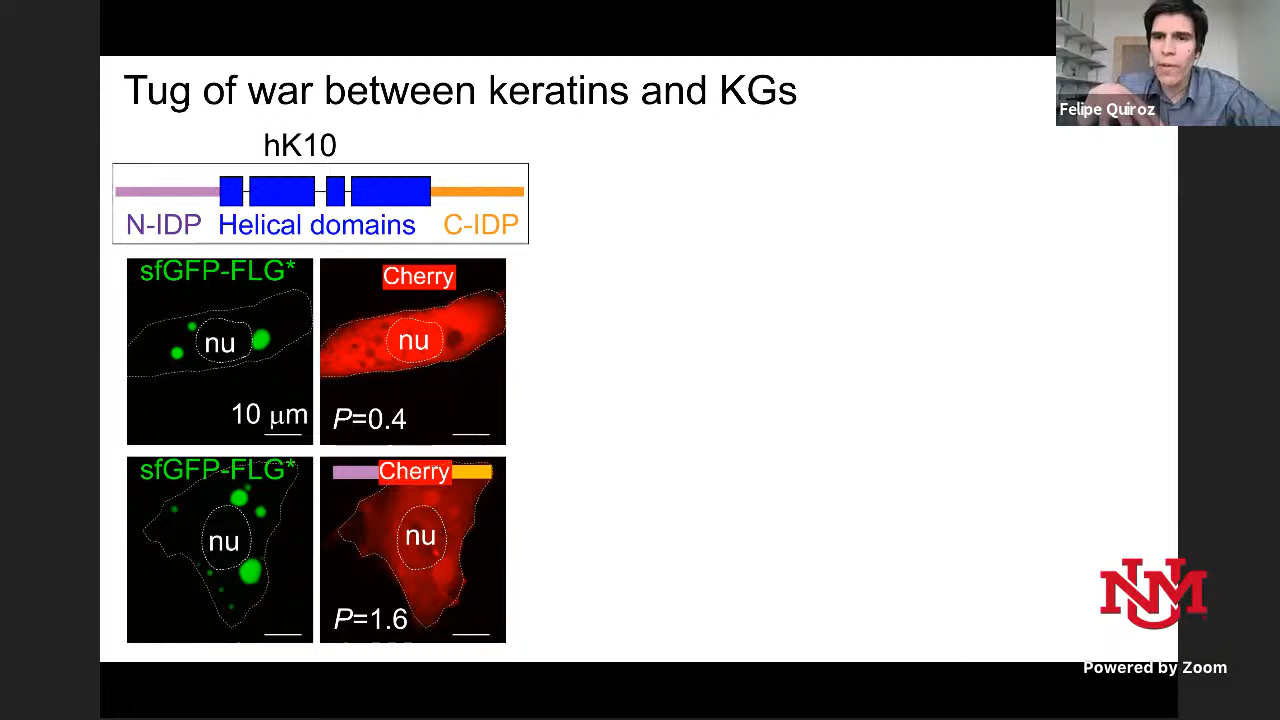 Tug of war between keratins and KGs
Felipe Quiroz
hK10
N-IDP Helical domains C-IDP
sfGFP-FLG*
Cherry
nu
nu
10 µm
P=0.4
sfGFP-FLG*
Cherry
nu
nu
P=1.6
UNM
Powered by Zoom